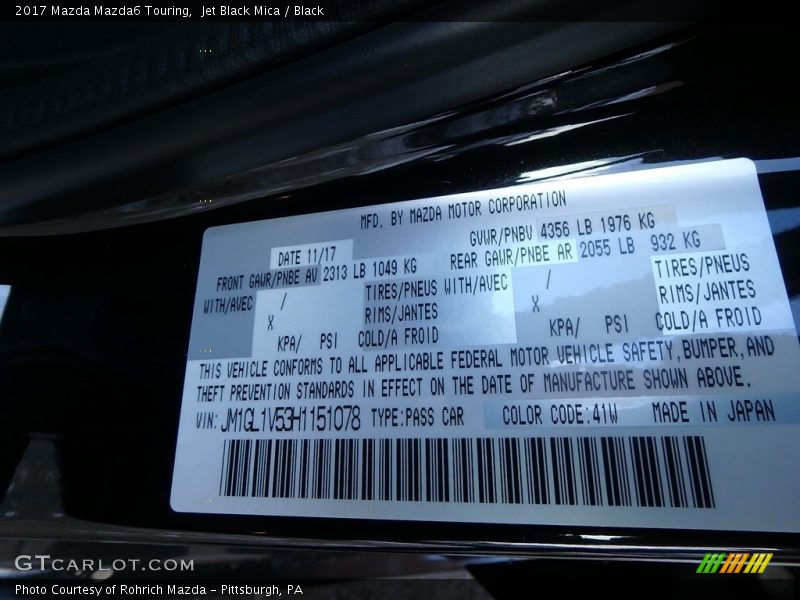 2017 Mazda Mazda6 Touring, Jet Black Mica / Black
MFD. BY MAZDA MOTOR CORPORATION
DATE 11/17 GVWR/PNBV 4356 LB 1976 KG
FRONT GAWR/PNBE AV 2313 LB 1049 KG REAR GAWR/PNBE AR 2055 LB 932 KG
WITH/AVEC / TIRES/PNEUS WITH/AVEC / TIRES/PNEUS
X RIMS/JANTES X RIMS/JANTES
KPA/ PSI COLD/A FROID KPA/ PSI COLD/A FROID
THIS VEHICLE CONFORMS TO ALL APPLICABLE FEDERAL MOTOR VEHICLE SAFETY, BUMPER, AND
THEFT PREVENTION STANDARDS IN EFFECT ON THE DATE OF MANUFACTURE SHOWN ABOVE.
VIN: JM1GL1V53H1151078 TYPE:PASS CAR COLOR CODE:41W MADE IN JAPAN
GTCARLOT.COM
Photo Courtesy of Rohrich Mazda - Pittsburgh, PA